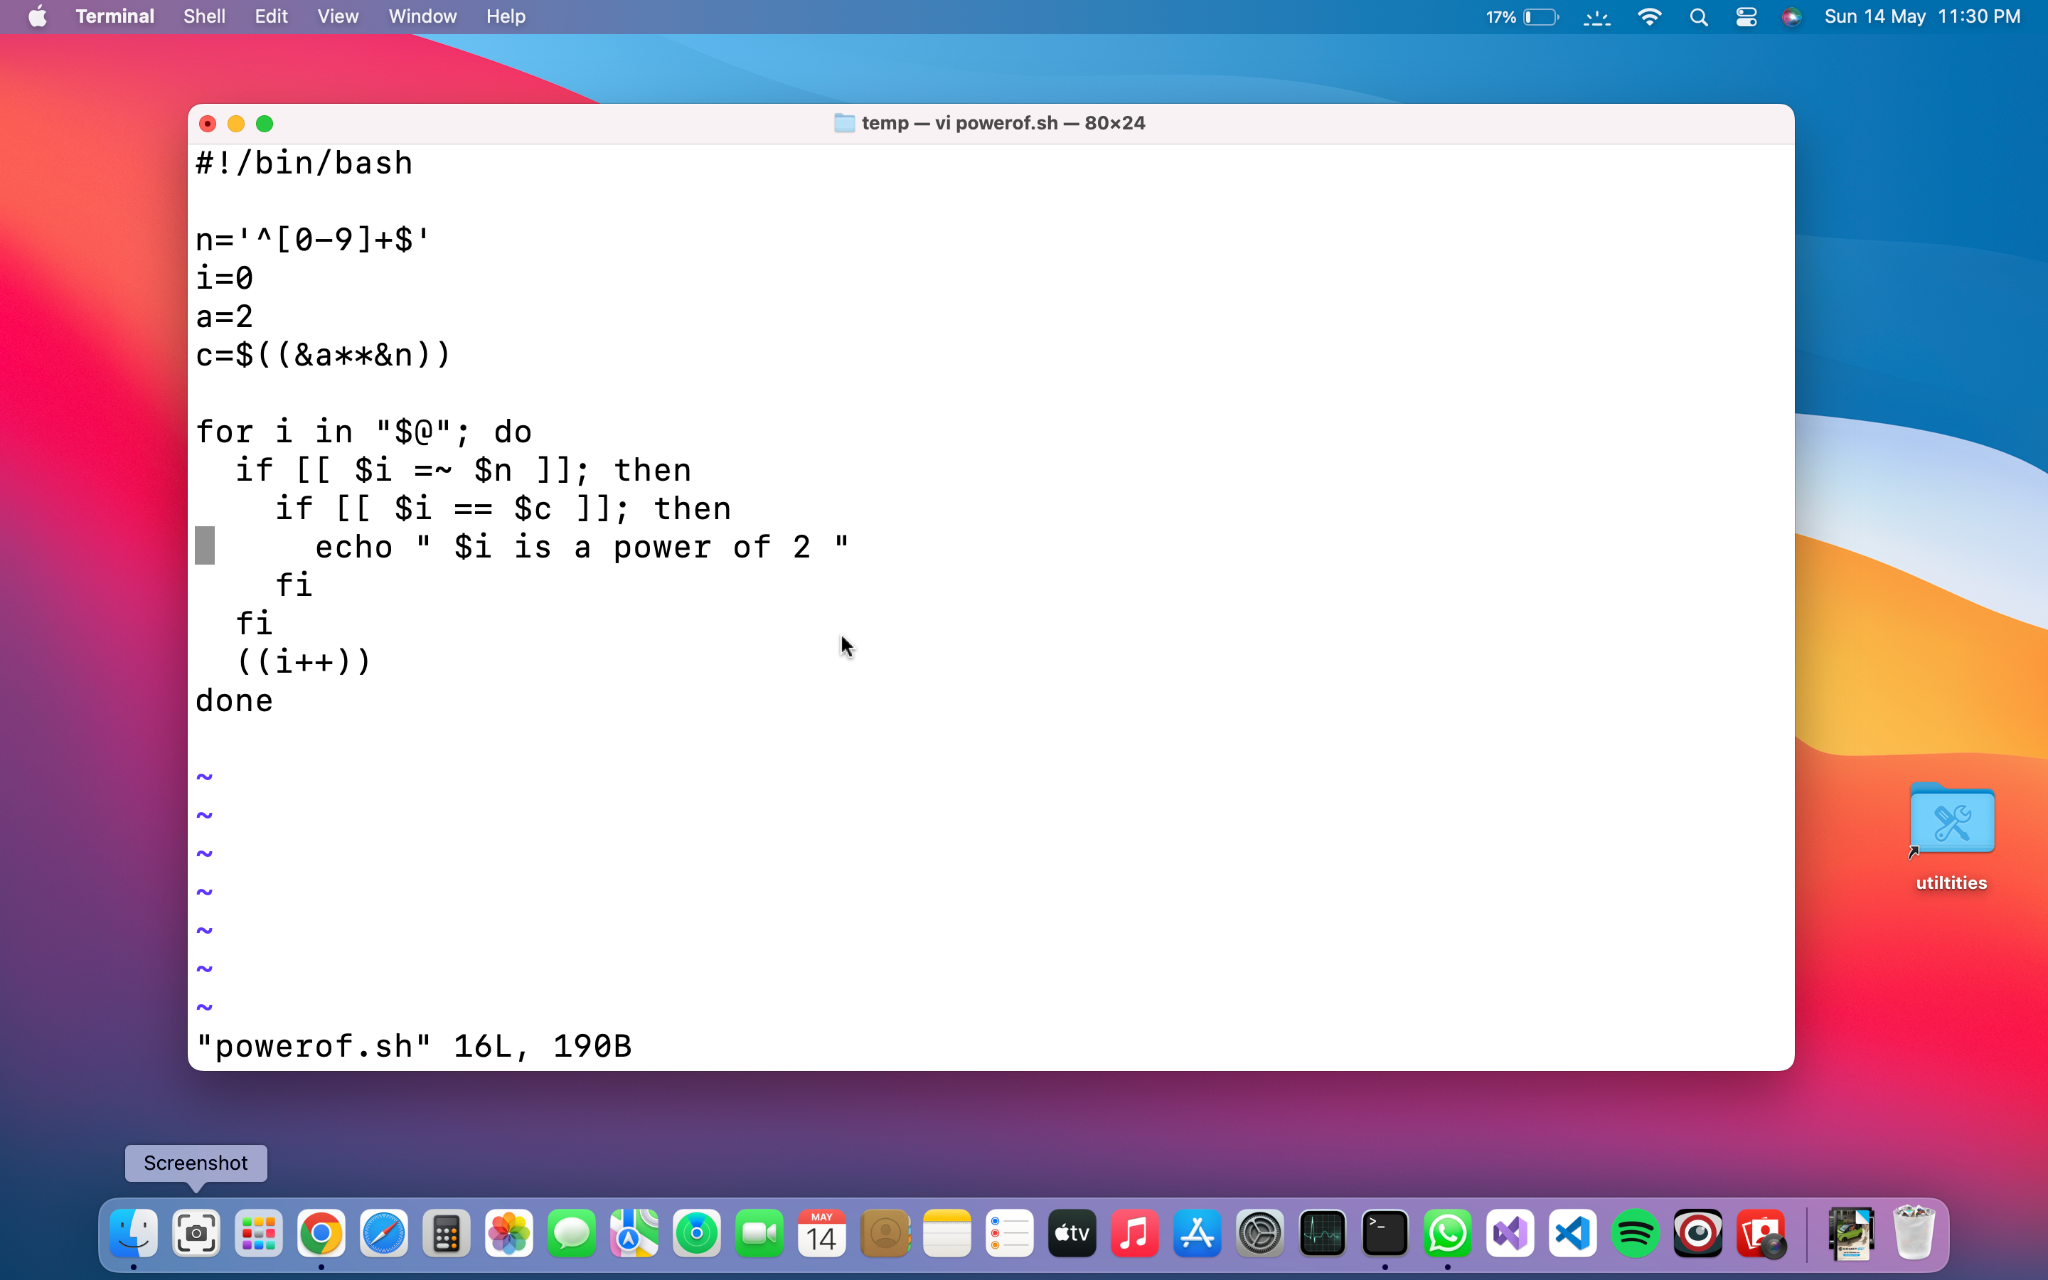 Terminal Shell Edit View Window Help 17% Sun 14 May 11:30 PM
temp — vi powerof.sh — 80×24
#!/bin/bash
n='^[0-9]+$'
i=0
a=2
c=$((&a**&n))
for i in "$@"; do
if [[ $i =~ $n ]]; then
if [[ $i == $c ]]; then
echo " $i is a power of 2 "
fi
fi
((i++))
done
~
~
~
~
~
~
~
"powerof.sh" 16L, 190B
utiltities
Screenshot
MAY
14
tv
>_